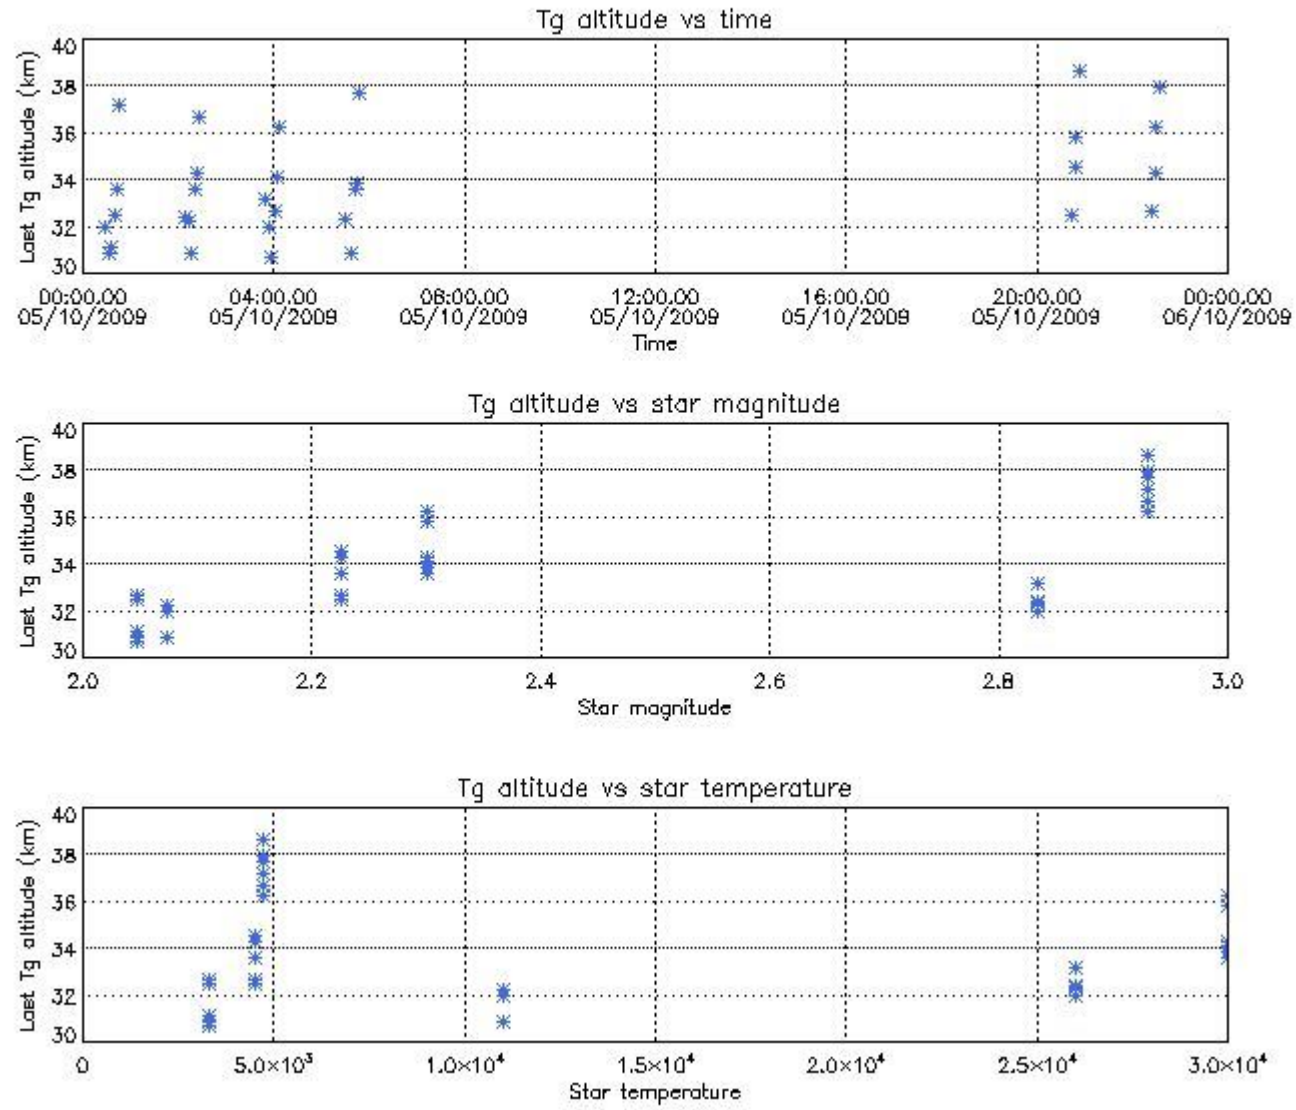 Tg altitude vs time
Last Tg altitude (km)
40
38
36
34
32
30
00:00.00 04:00.00 08:00.00 12:00.00 16:00.00 20:00.00 00:00.00
05/10/2009 05/10/2009 05/10/2009 05/10/2009 05/10/2009 05/10/2009 06/10/2009
Time
Tg altitude vs star magnitude
Last Tg altitude (km)
40
38
36
34
32
30
2.0 2.2 2.4 2.6 2.8 3.0
Star magnitude
Tg altitude vs star temperature
Last Tg altitude (km)
40
38
36
34
32
30
0 5.0×10³ 1.0×10⁴ 1.5×10⁴ 2.0×10⁴ 2.5×10⁴ 3.0×10⁴
Star temperature